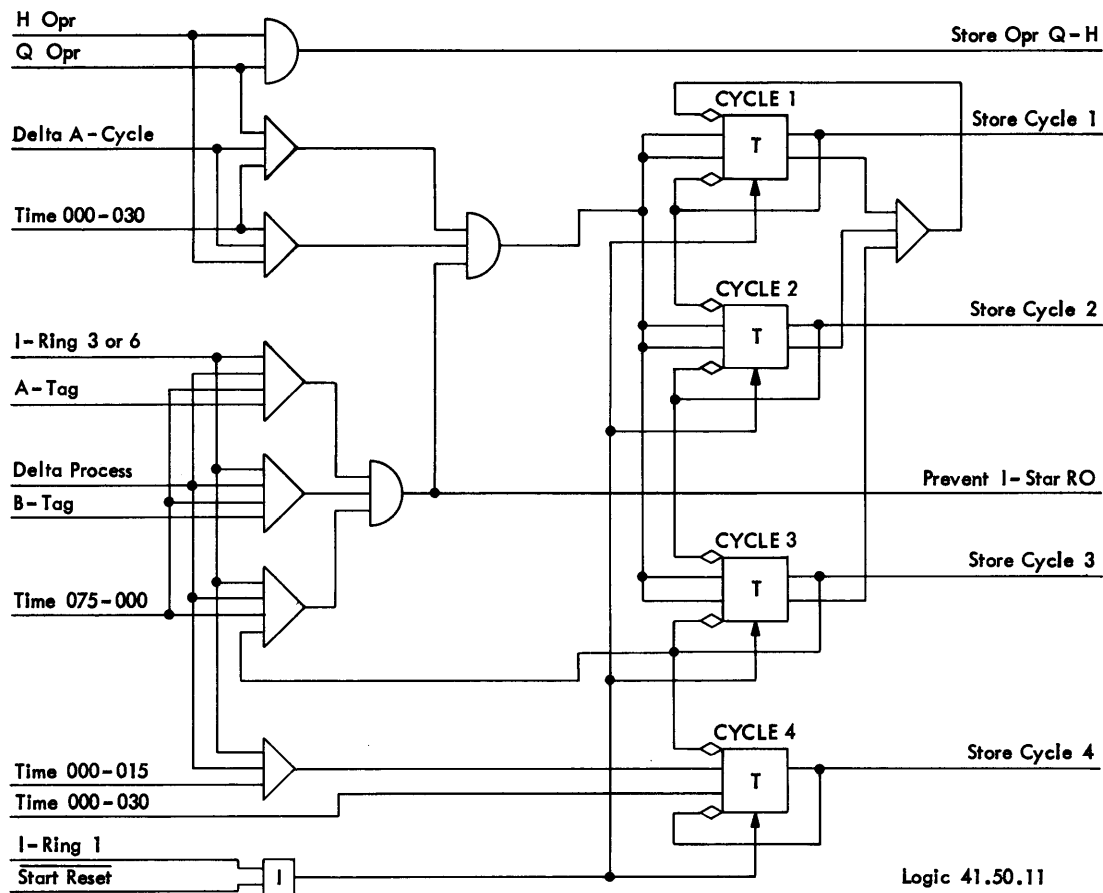 H Opr
Q Opr
Store Opr Q-H
CYCLE 1
Delta A-Cycle
Store Cycle 1
T
Time 000-030
CYCLE 2
Store Cycle 2
T
I-Ring 3 or 6
A-Tag
Delta Process
Prevent I-Star RO
B-Tag
CYCLE 3
Store Cycle 3
T
Time 075-000
CYCLE 4
Store Cycle 4
Time 000-015
T
Time 000-030
I-Ring 1
Start Reset
I
Logic 41.50.11